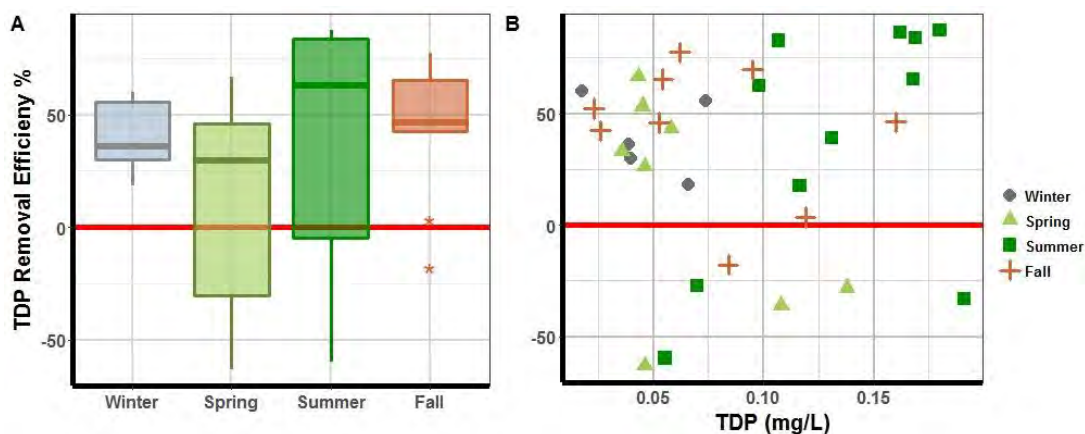 A
B
TDP Removal Efficieny %
50
0
-50
Winter Spring Summer Fall
50
0
-50
0.05 0.10 0.15
TDP (mg/L)
Winter
Spring
Summer
Fall